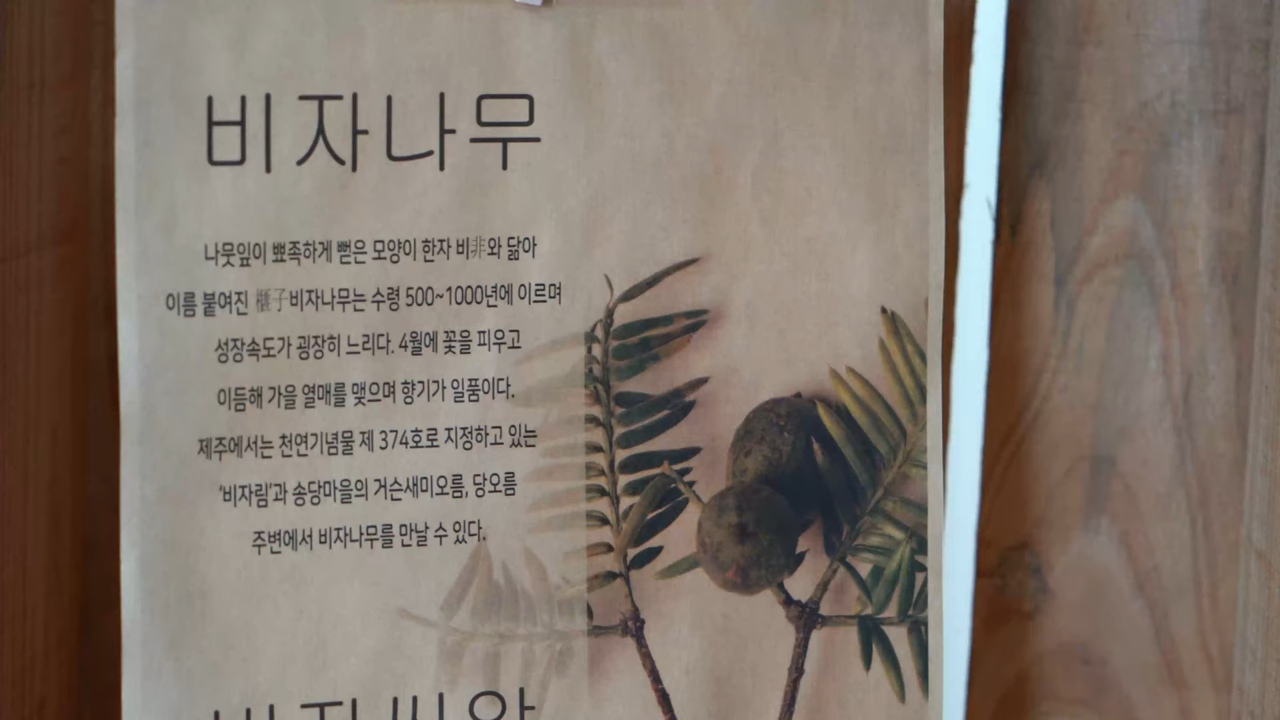 비자나무
나뭇잎이 뾰족하게 뻗은 모양이 한자 비非와 닮아
이름 붙여진 榧子비자나무는 수령 500~1000년에 이르며
성장속도가 굉장히 느리다. 4월에 꽃을 피우고
이듬해 가을 열매를 맺으며 향기가 일품이다.
제주에서는 천연기념물 제 374호로 지정하고 있는
‘비자림’과 송당마을의 거슨새미오름, 당오름
주변에서 비자나무를 만날 수 있다.